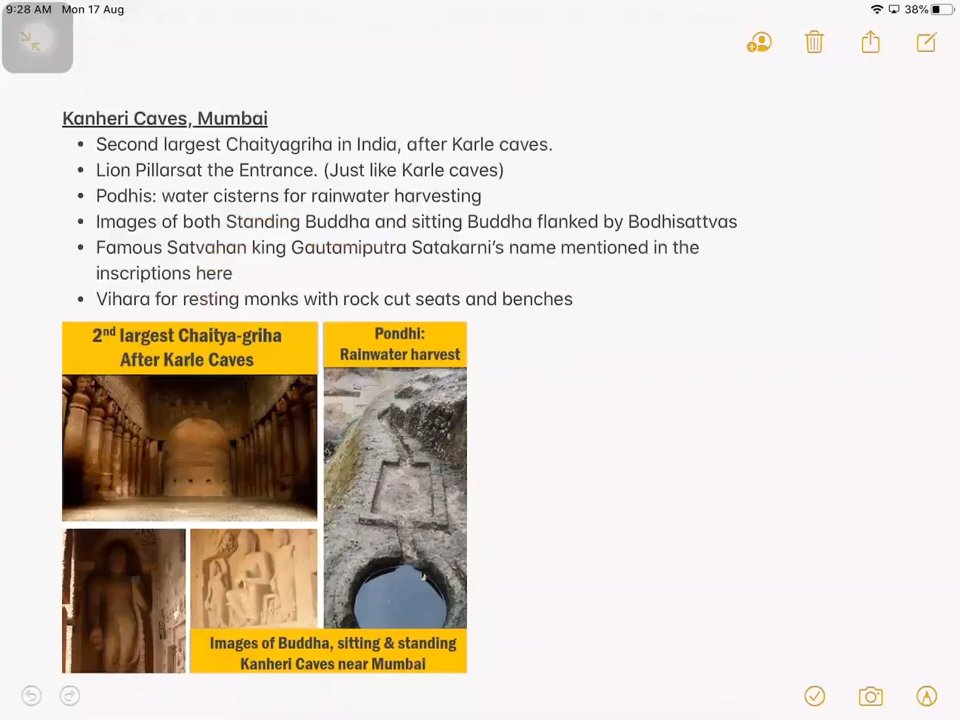 9:28 AM Mon 17 Aug
38%
Kanheri Caves, Mumbai
• Second largest Chaityagriha in India, after Karle caves.
• Lion Pillarsat the Entrance. (Just like Karle caves)
• Podhis: water cisterns for rainwater harvesting
• Images of both Standing Buddha and sitting Buddha flanked by Bodhisattvas
• Famous Satvahan king Gautamiputra Satakarni's name mentioned in the
inscriptions here
• Vihara for resting monks with rock cut seats and benches
2nd largest Chaitya-griha
After Karle Caves
Pondhi:
Rainwater harvest
Images of Buddha, sitting & standing
Kanheri Caves near Mumbai